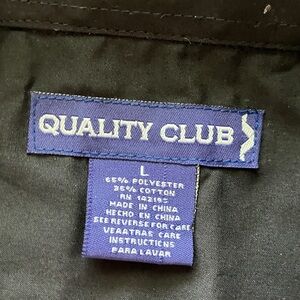 QUALITY CLUB
L
65% POLYESTER
35% COTTON
RN
MADE IN CHINA
HECHO EN CHINA
SEE REVERSE FOR CARE
CARE
INSTRUCTIONS
PARA LAVAR